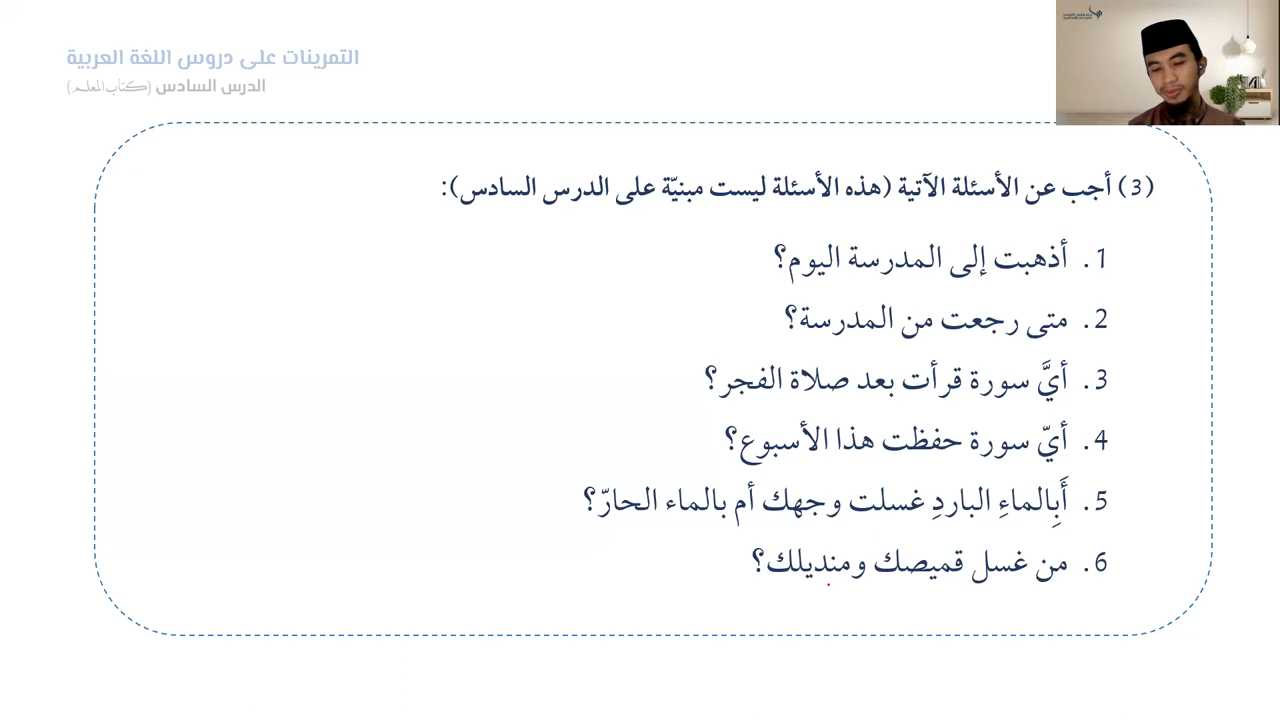 التمرينات على دروس اللغة العربية
الدرس السادس (كتاب المعلم)
(3) أجب عن الأسئلة الآتية (هذه الأسئلة ليست مبنيّة على الدرس السادس):
1. أذهبت إلى المدرسة اليوم؟
2. متى رجعت من المدرسة؟
3. أيَّ سورة قرأت بعد صلاة الفجر؟
4. أيّ سورة حفظت هذا الأسبوع؟
5. أَبِالماءِ الباردِ غسلت وجهك أم بالماء الحارّ؟
6. من غسل قميصك ومنديلك؟